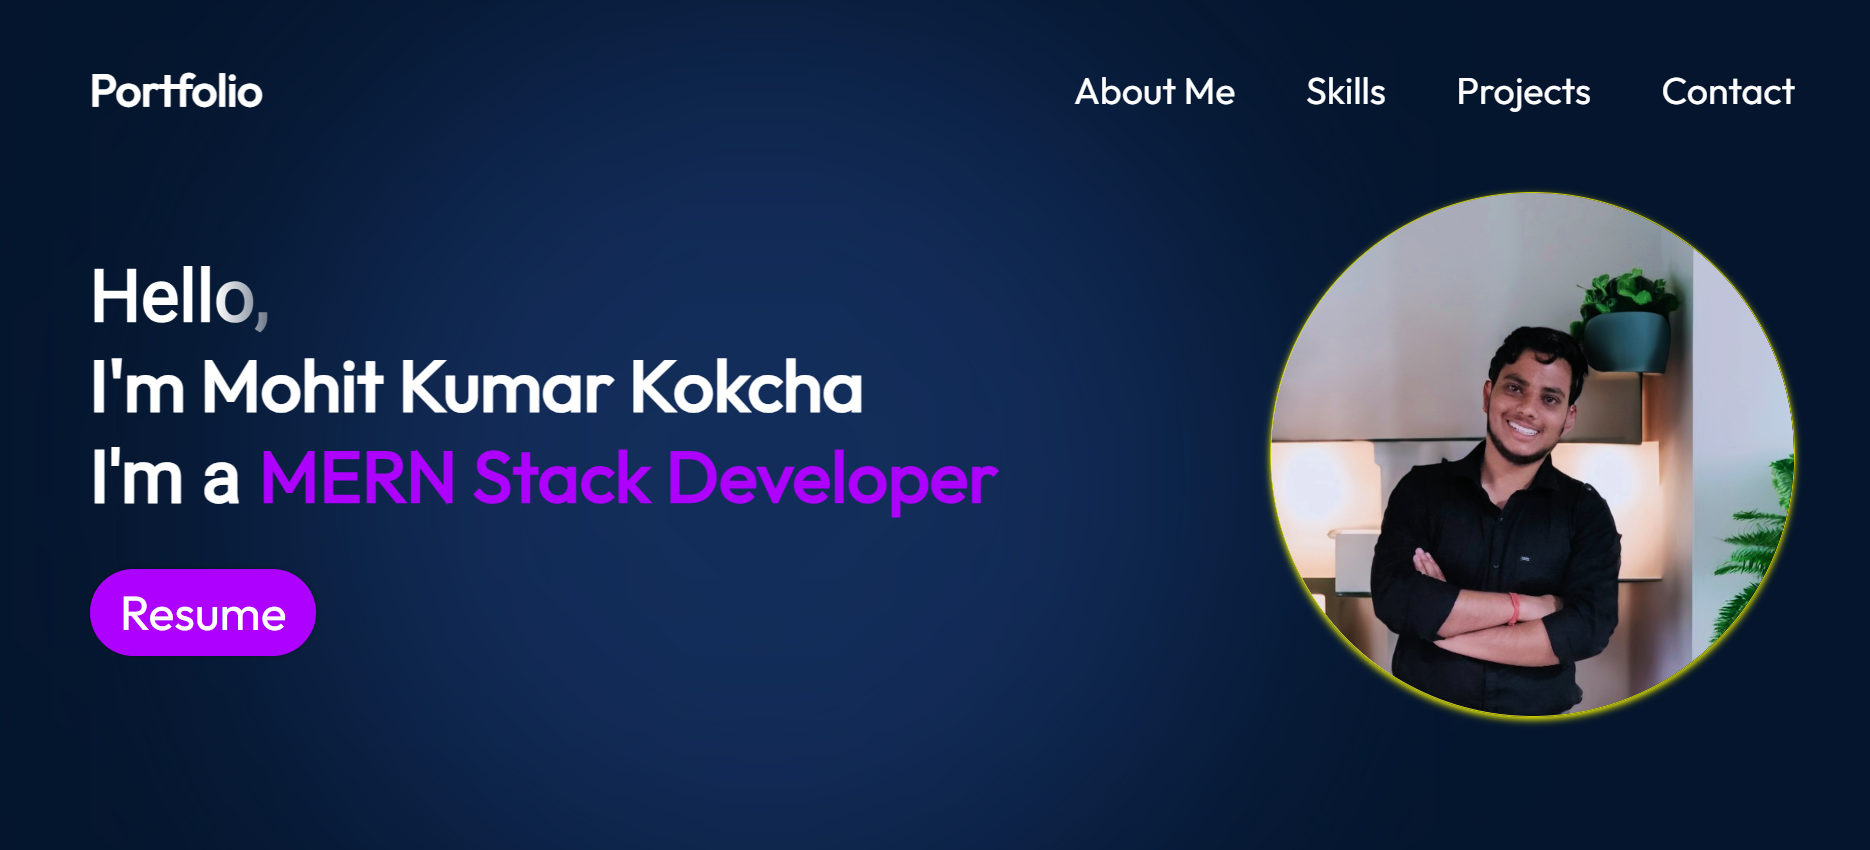 Portfolio
About Me Skills Projects Contact
Hello,
I'm Mohit Kumar Kokcha
I'm a MERN Stack Developer
Resume